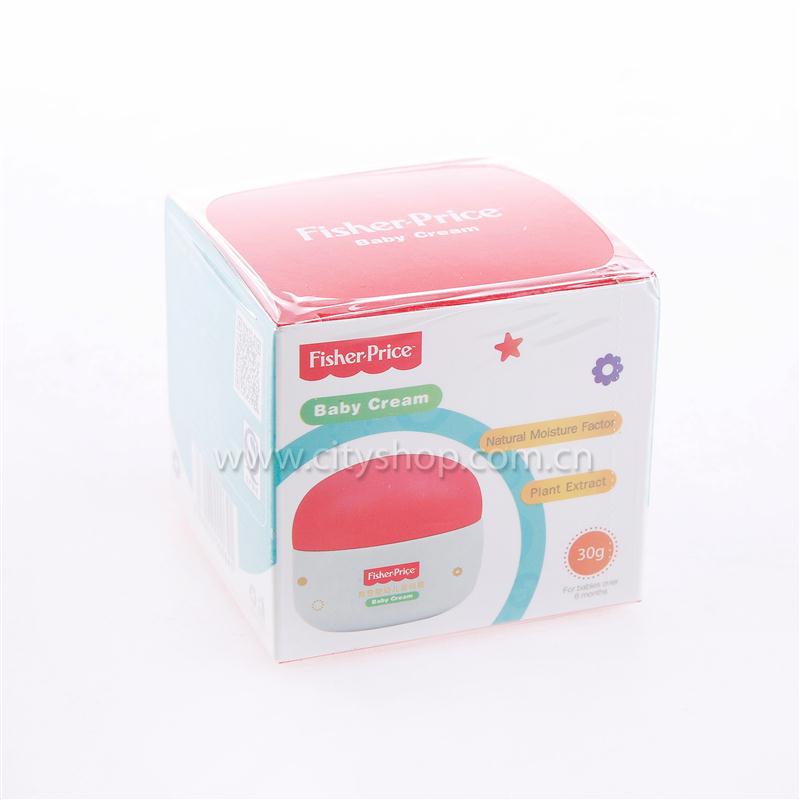 Fisher-Price
Baby Cream
Fisher-Price
Baby Cream
Natural Moisture Factor
www.cityshop.com.cn
Plant Extract
30g
For babies over
6 months
Fisher-Price
Baby Cream